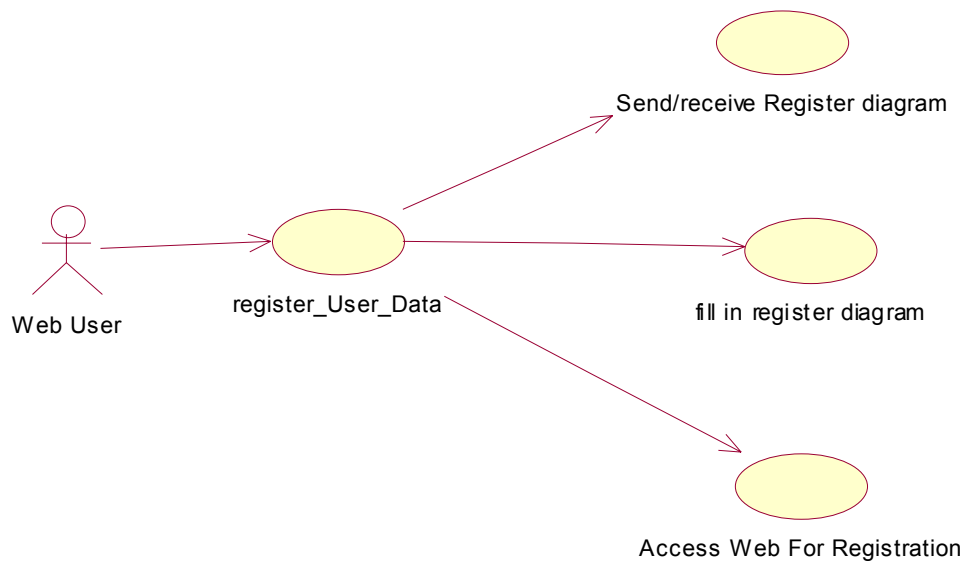 Send/receive Register diagram
Web User
register_User_Data
fill in register diagram
Access Web For Registration